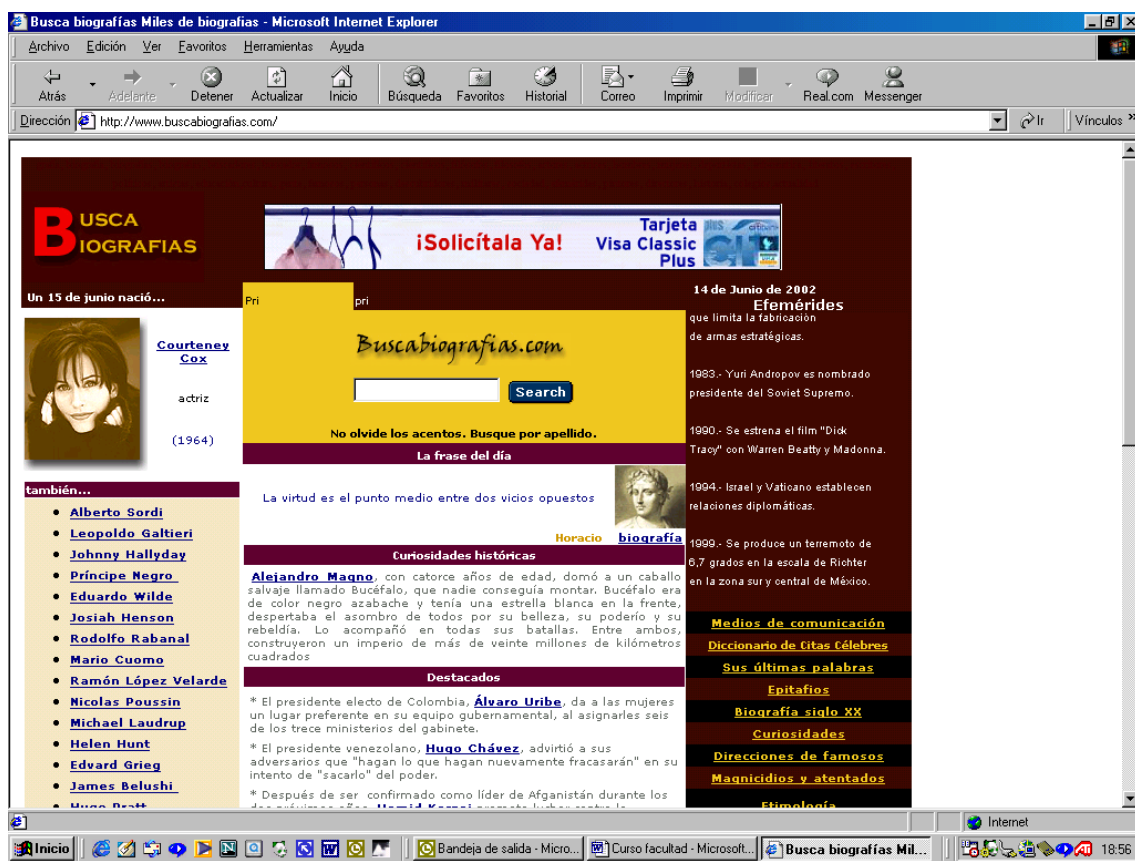 Busca biografías Miles de biografias - Microsoft Internet Explorer
Archivo Edición Ver Favoritos Herramientas Ayuda
Atrás Adelante Detener Actualizar Inicio Búsqueda Favoritos Historial Correo Imprimir Modificar Real.com Messenger
Dirección http://www.buscabiografias.com/ Ir Vínculos »
BUSCA
BIOGRAFIAS
¡Solicítala Ya!
Tarjeta
Visa Classic
Plus
Un 15 de junio nació...
Courteney
Cox
actriz
(1964)
también...
Alberto Sordi
Leopoldo Galtieri
Johnny Hallyday
Príncipe Negro
Eduardo Wilde
Josiah Henson
Rodolfo Rabanal
Mario Cuomo
Ramón López Velarde
Nicolas Poussin
Michael Laudrup
Helen Hunt
Edvard Grieg
James Belushi
Hugo Pratt
Pri pri
Buscabiografias.com
Search
No olvide los acentos. Busque por apellido.
La frase del día
La virtud es el punto medio entre dos vicios opuestos
Horacio biografía
Curiosidades históricas
Alejandro Magno, con catorce años de edad, domó a un caballo
salvaje llamado Bucéfalo, que nadie conseguía montar. Bucéfalo era
de color negro azabache y tenía una estrella blanca en la frente,
despertaba el asombro de todos por su belleza, su poderío y su
rebeldía. Lo acompañó en todas sus batallas. Entre ambos,
construyeron un imperio de más de veinte millones de kilómetros
cuadrados
Destacados
* El presidente electo de Colombia, Álvaro Uribe, da a las mujeres
un lugar preferente en su equipo gubernamental, al asignarles seis
de los trece ministerios del gabinete.
* El presidente venezolano, Hugo Chávez, advirtió a sus
adversarios que "hagan lo que hagan nuevamente fracasarán" en su
intento de "sacarlo" del poder.
* Después de ser confirmado como líder de Afganistán durante los
14 de Junio de 2002
Efemérides
que limita la fabricación
de armas estratégicas.
1983.- Yuri Andropov es nombrado
presidente del Soviet Supremo.
1990.- Se estrena el film "Dick
Tracy" con Warren Beatty y Madonna.
1994.- Israel y Vaticano establecen
relaciones diplomáticas.
1999.- Se produce un terremoto de
6,7 grados en la escala de Richter
en la zona sur y central de México.
Medios de comunicación
Diccionario de Citas Célebres
Sus últimas palabras
Epitafios
Biografía siglo XX
Curiosidades
Direcciones de famosos
Magnicidios y atentados
Etimología
Internet
Inicio Bandeja de salida - Micro... Curso facultad - Microsoft... Busca biografías Mil... 18:56